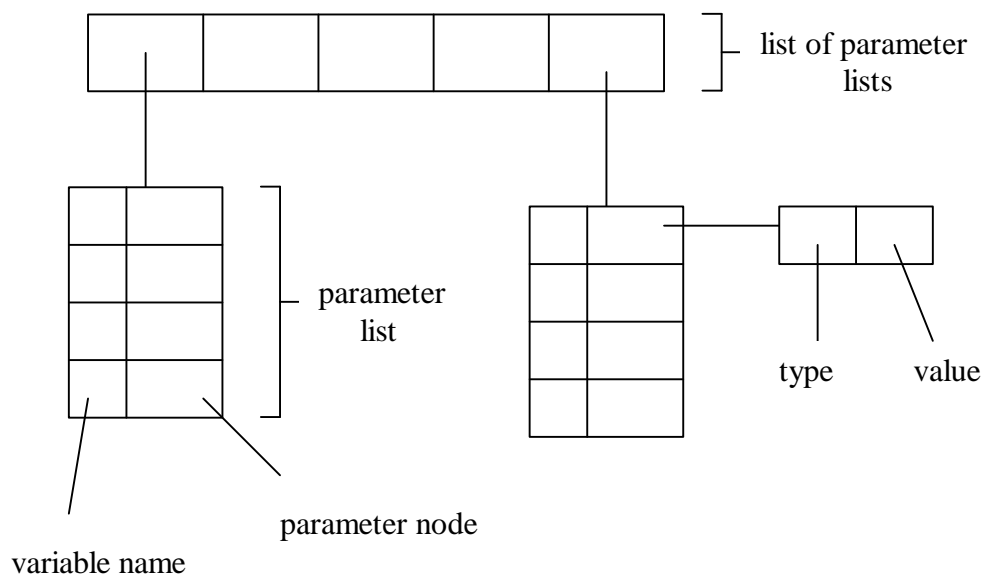 list of parameter
lists
parameter
list
type
value
parameter node
variable name